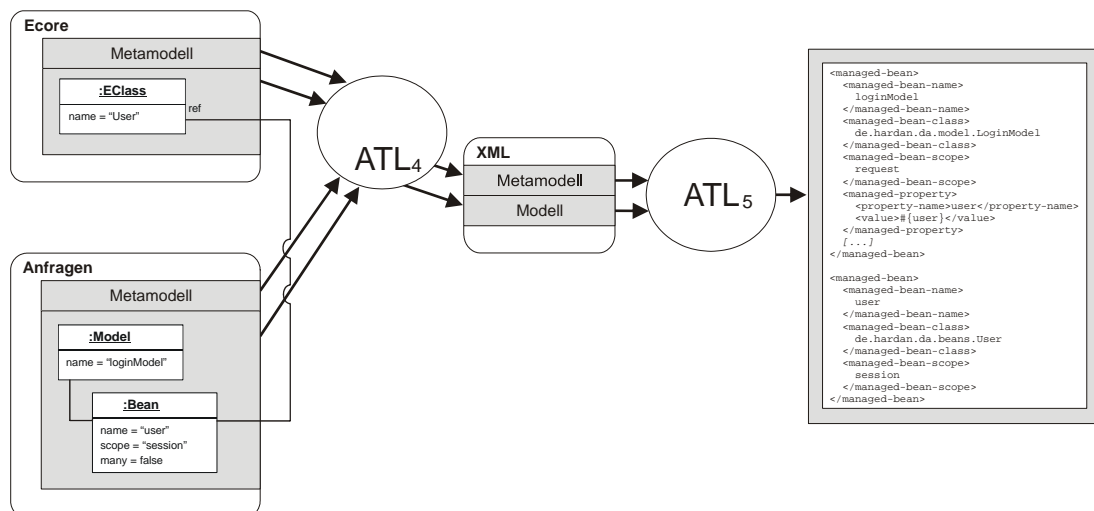 Ecore
Metamodell
:EClass
name = "User"
ref
Anfragen
Metamodell
:Model
name = "loginModel"
:Bean
name = "user"
scope = "session"
many = false
ATL4
XML
Metamodell
Modell
ATL5
<managed-bean>
<managed-bean-name>
loginModel
</managed-bean-name>
<managed-bean-class>
de.hardan.da.model.LoginModel
</managed-bean-class>
<managed-bean-scope>
request
</managed-bean-scope>
<managed-property>
<property-name>user</property-name>
<value>#{user}</value>
</managed-property>
[...]
</managed-bean>
<managed-bean>
<managed-bean-name>
user
</managed-bean-name>
<managed-bean-class>
de.hardan.da.beans.User
</managed-bean-class>
<managed-bean-scope>
session
</managed-bean-scope>
</managed-bean>